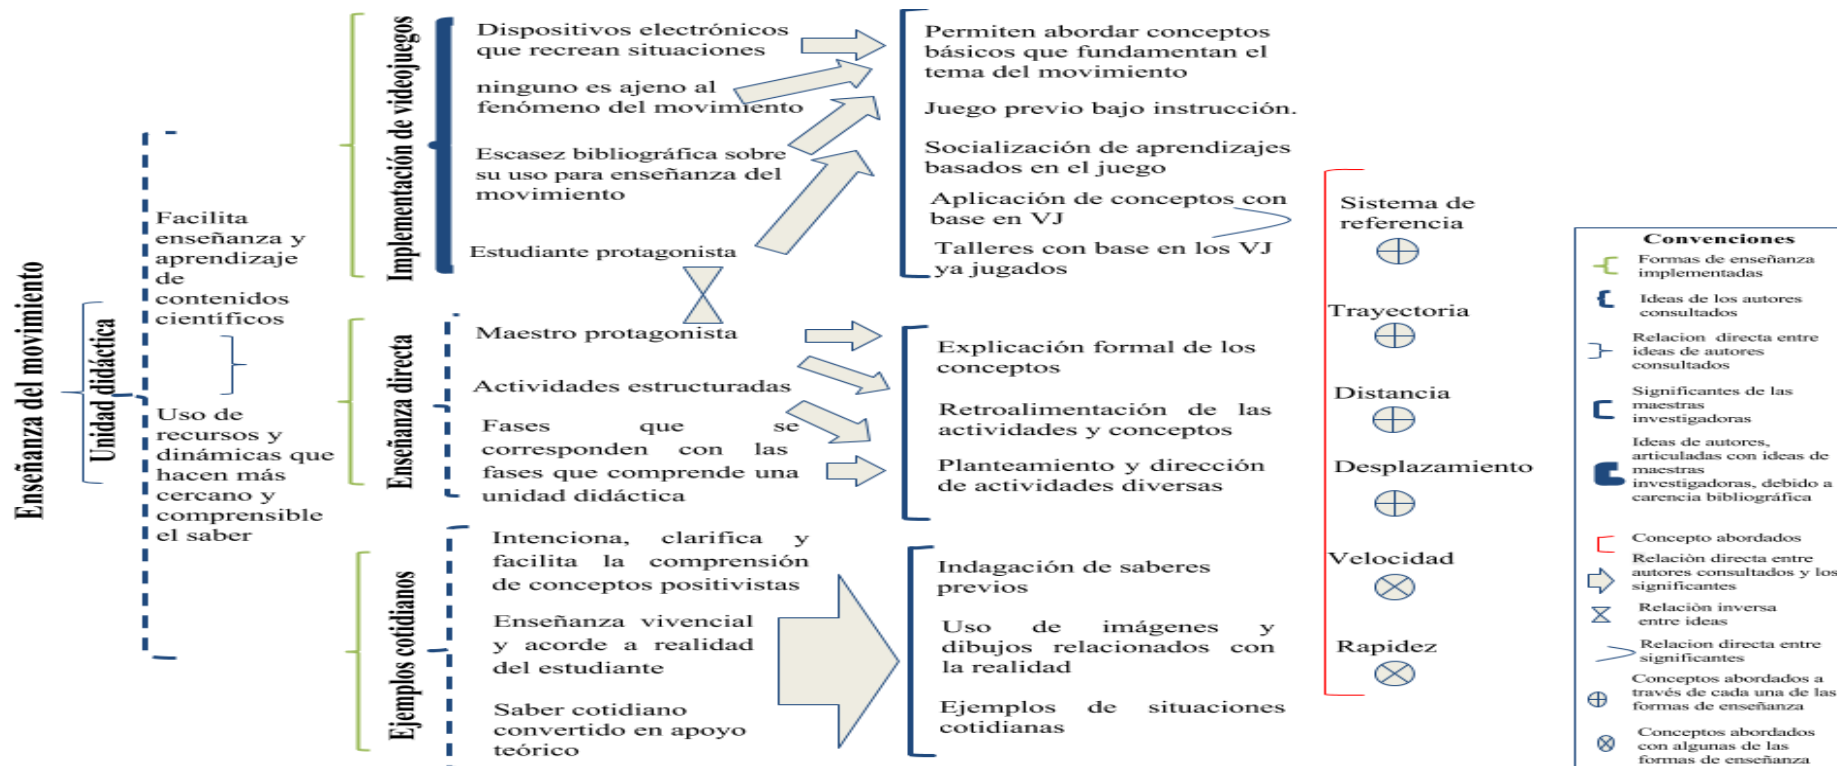 Enseñanza del movimiento
Unidad didáctica
Facilita
enseñanza y
aprendizaje
de
contenidos
científicos
Uso de
recursos y
dinámicas que
hacen más
cercano y
comprensible
el saber
Implementación de videojuegos
Dispositivos electrónicos
que recrean situaciones
ninguno es ajeno al
fenómeno del movimiento
Escasez bibliográfica sobre
su uso para enseñanza del
movimiento
Estudiante protagonista
Permiten abordar conceptos
básicos que fundamentan el
tema del movimiento
Juego previo bajo instrucción.
Socialización de aprendizajes
basados en el juego
Aplicación de conceptos con
base en VJ
Talleres con base en los VJ
ya jugados
Enseñanza directa
Maestro protagonista
Actividades estructuradas
Fases que se
corresponden con las
fases que comprende una
unidad didáctica
Explicación formal de los
conceptos
Retroalimentación de las
actividades y conceptos
Planteamiento y dirección
de actividades diversas
Ejemplos cotidianos
Intenciona, clarifica y
facilita la comprensión
de conceptos positivistas
Enseñanza vivencial
y acorde a realidad
del estudiante
Saber cotidiano
convertido en apoyo
teórico
Indagación de saberes
previos
Uso de imágenes y
dibujos relacionados con
la realidad
Ejemplos de situaciones
cotidianas
Sistema de
referencia
Trayectoria
Distancia
Desplazamiento
Velocidad
Rapidez
Convenciones
Formas de enseñanza
implementadas
Ideas de los autores
consultados
Relacion directa entre
ideas de autores
consultados
Significantes de las
maestras
investigadoras
Ideas de autores,
articuladas con ideas de
maestras
investigadoras, debido a
carencia bibliográfica
Concepto abordados
Relaciòn directa entre
autores consultados y los
significantes
Relaciòn inversa
entre ideas
Relacion directa entre
significantes
Conceptos abordados a
través de cada una de las
formas de enseñanza
Conceptos abordados
con algunas de las
formas de enseñanza